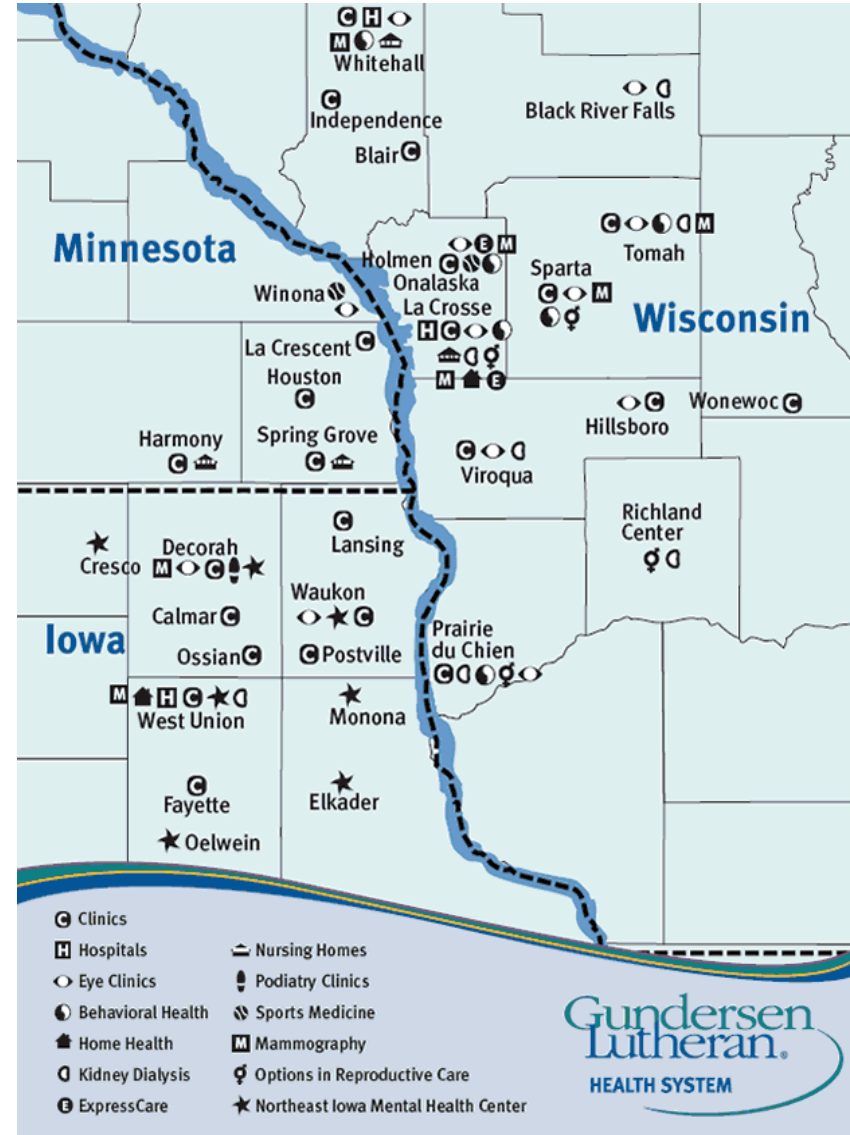 Whitehall
Independence
Blair
Black River Falls
Minnesota
Tomah
Holmen
Onalaska
Sparta
Winona
La Crosse
Wisconsin
La Crescent
Houston
Hillsboro
Wonewoc
Harmony
Spring Grove
Viroqua
Richland
Center
Lansing
Cresco
Decorah
Waukon
Calmar
Iowa
Ossian
Postville
Prairie
du Chien
West Union
Monona
Fayette
Elkader
Oelwein
C Clinics
H Hospitals
Eye Clinics
Behavioral Health
Home Health
Kidney Dialysis
E ExpressCare
Nursing Homes
Podiatry Clinics
Sports Medicine
M Mammography
Options in Reproductive Care
Northeast Iowa Mental Health Center
Gundersen
Lutheran®
HEALTH SYSTEM